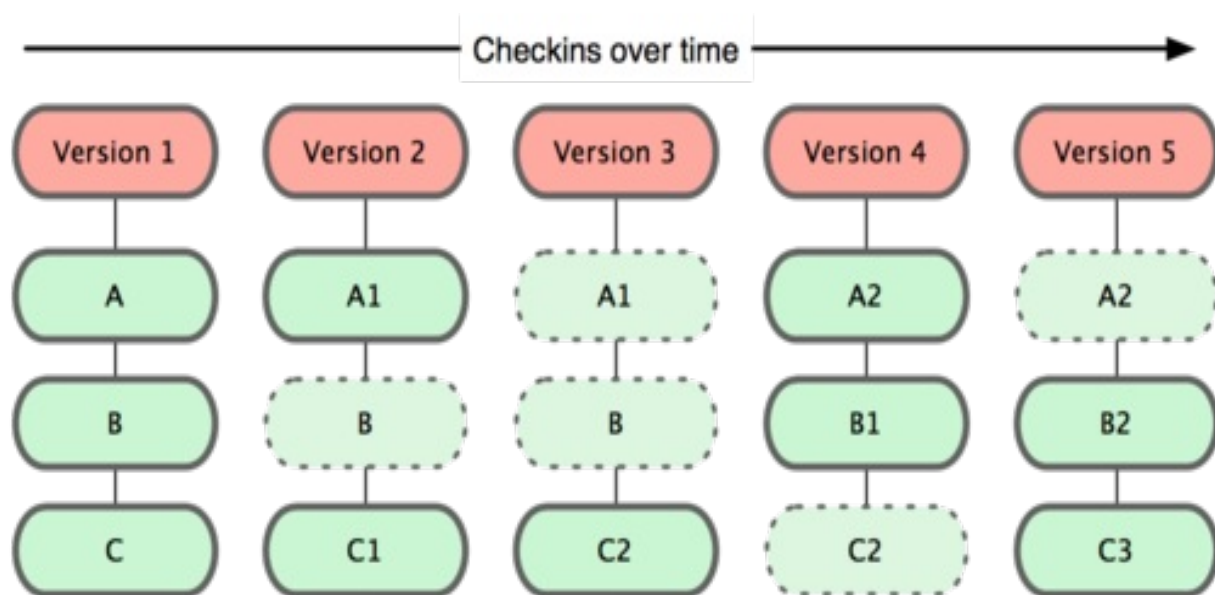 Checkins over time
Version 1 Version 2 Version 3 Version 4 Version 5
A A1 A1 A2 A2
B B B B1 B2
C C1 C2 C2 C3